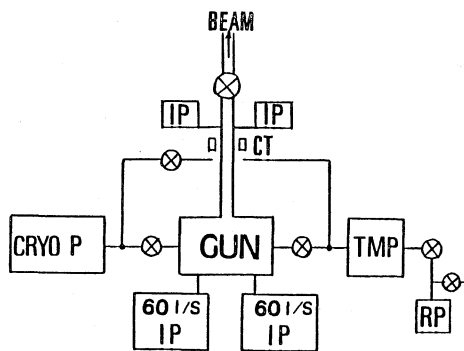 BEAM
IP IP
CT
CRYO P GUN TMP
60 l/s 60 l/s
IP IP
RP